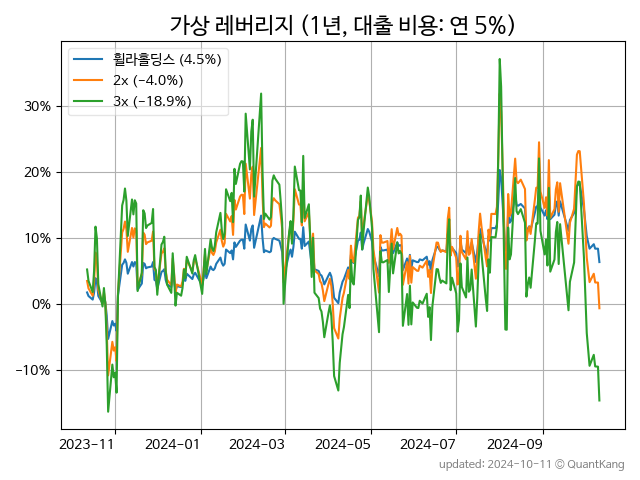 가상 레버리지 (1년, 대출 비용: 연 5%)
휠라홀딩스 (4.5%)
2x (-4.0%)
3x (-18.9%)
30%
20%
10%
0%
-10%
2023-11 2024-01 2024-03 2024-05 2024-07 2024-09
updated: 2024-10-11 © QuantKang